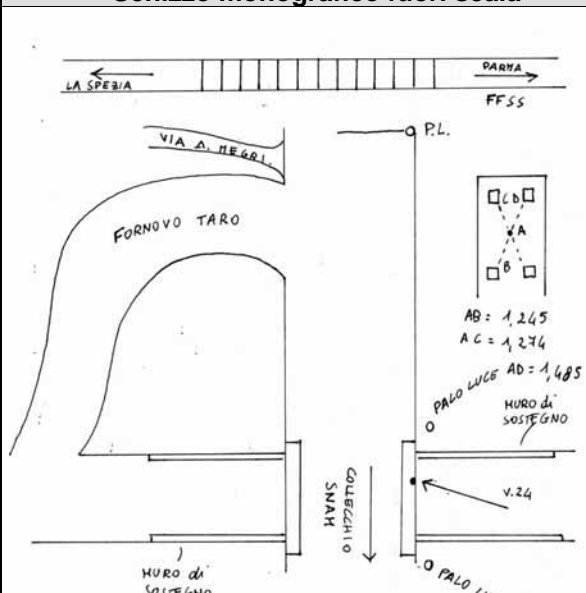 Schizzo monografico fuori scala
LA SPEZIA
PARMA
FFSS
P.L.
VIA A. NEGRI.
FORNOVO TARO
C D
A
B
AB = 1,245
AC = 1,274
AD = 1,485
PALO LUCE
MURO di
SOSTEGNO
COLLECCHIO
SNAM
V.24
MURO di
SOSTEGNO
PALO